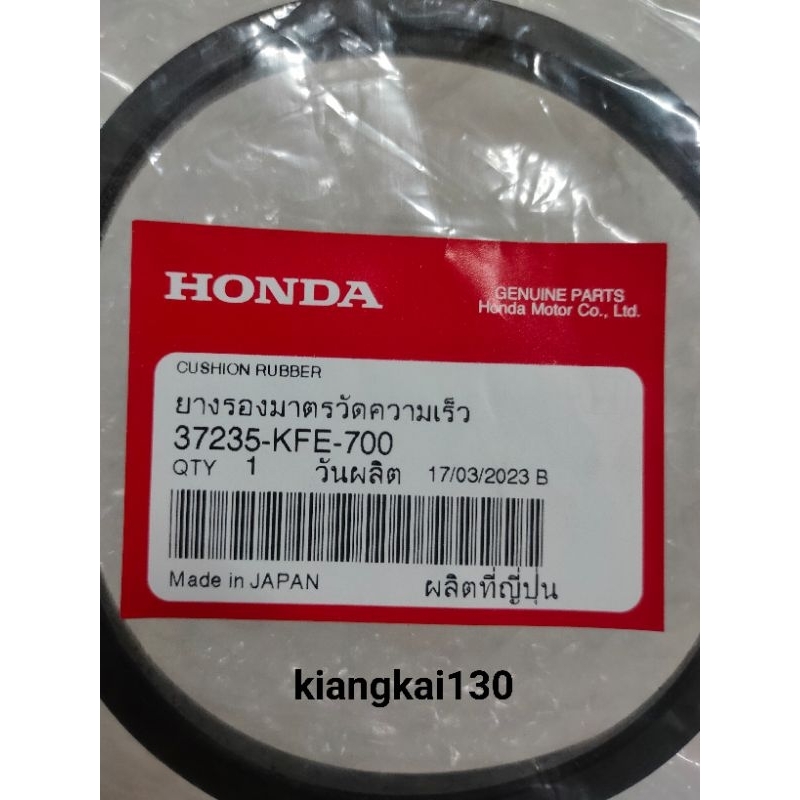 HONDA
GENUINE PARTS
Honda Motor Co., Ltd.
CUSHION RUBBER
ยางรองมาตรวัดความเร็ว
37235-KFE-700
QTY 1 วันผลิต 17/03/2023 B
Made in JAPAN ผลิตที่ญี่ปุ่น
kiangkai130